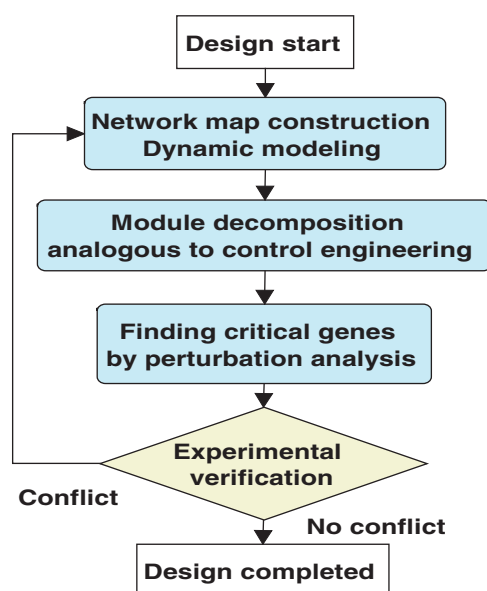 Design start
Network map construction
Dynamic modeling
Module decomposition
analogous to control engineering
Finding critical genes
by perturbation analysis
Experimental
verification
Conflict
No conflict
Design completed